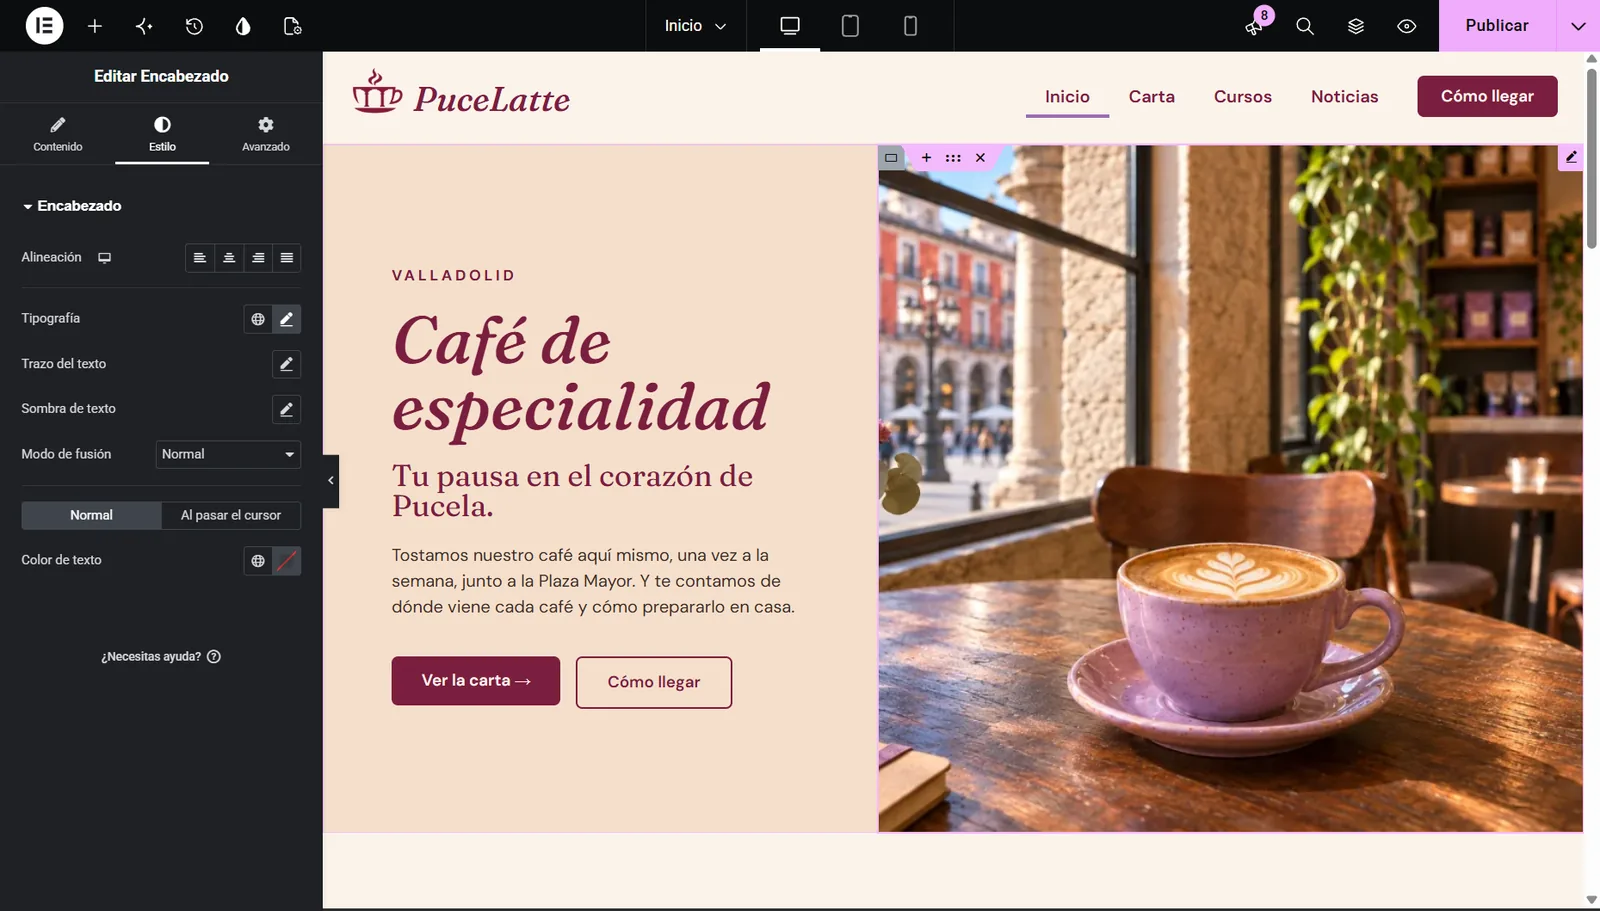 Inicio
8
Publicar
Editar Encabezado
Contenido
Estilo
Avanzado
Encabezado
Alineación
Tipografía
Trazo del texto
Sombra de texto
Modo de fusión
Normal
Normal
Al pasar el cursor
Color de texto
¿Necesitas ayuda?
PuceLatte
Inicio
Carta
Cursos
Noticias
Cómo llegar
VALLADOLID
Café de
especialidad
Tu pausa en el corazón de
Pucela.
Tostamos nuestro café aquí mismo, una vez a la
semana, junto a la Plaza Mayor. Y te contamos de
dónde viene cada café y cómo prepararlo en casa.
Ver la carta →
Cómo llegar